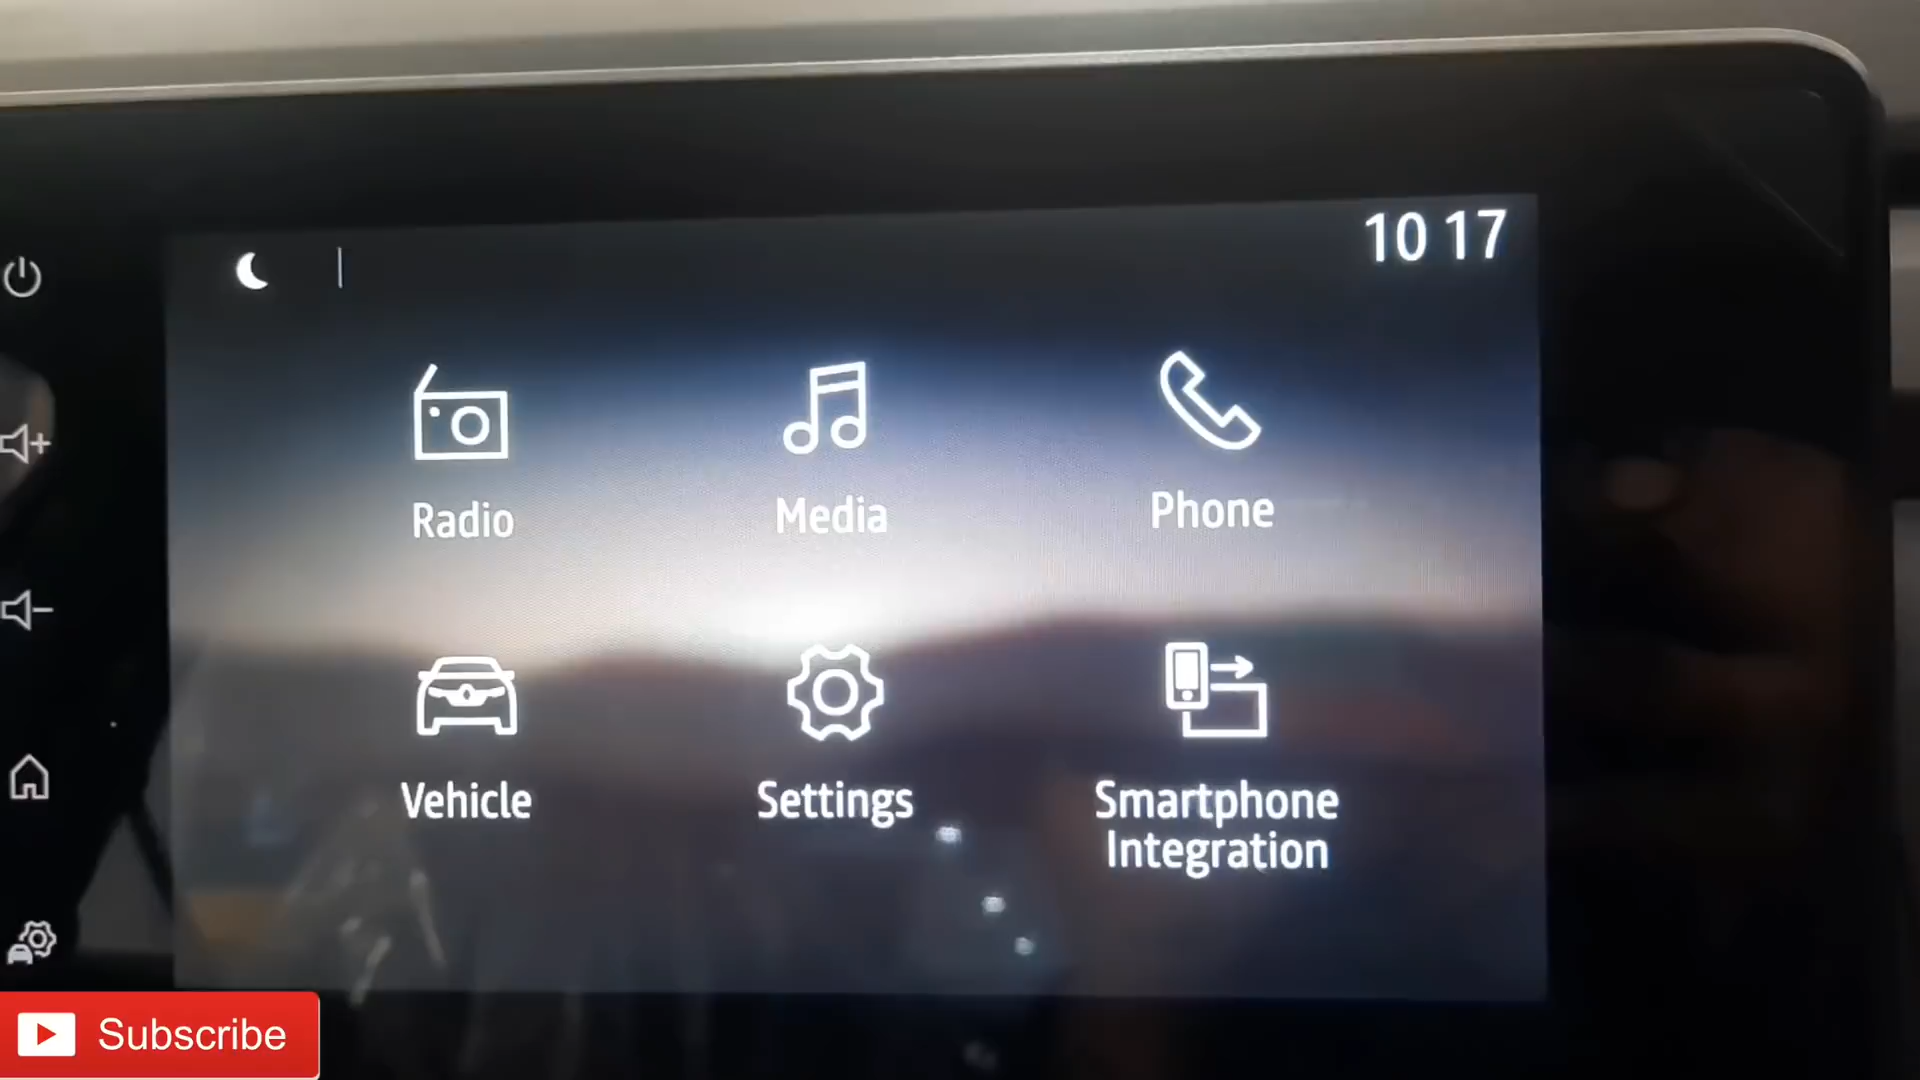 10 17
Radio
Media
Phone
Vehicle
Settings
Smartphone
Integration
Subscribe